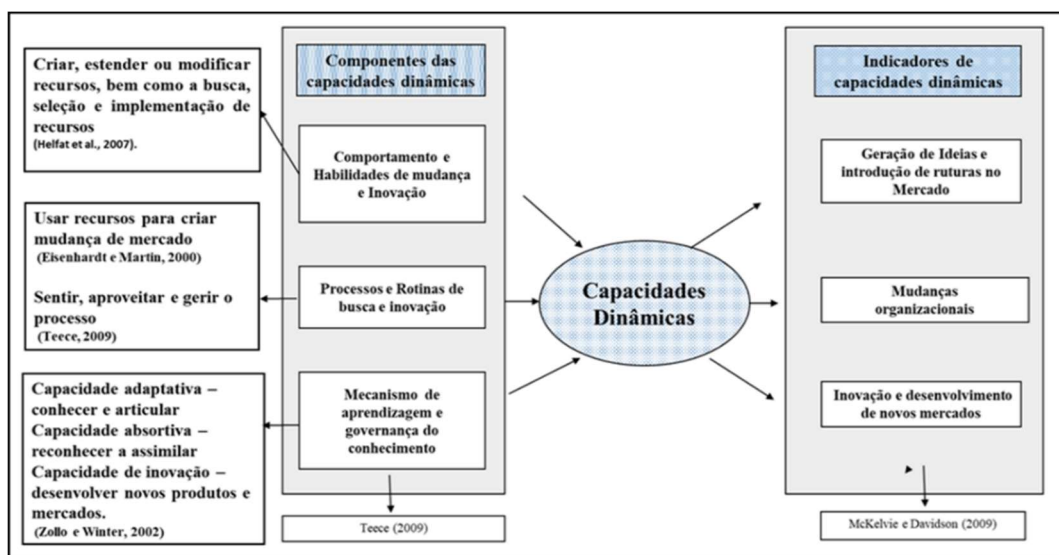 Criar, estender ou modificar
recursos, bem como a busca,
seleção e implementação de
recursos
(Helfat et al., 2007).
Usar recursos para criar
mudança de mercado
(Eisenhardt e Martin, 2000)
Sentir, aproveitar e gerir o
processo
(Teece, 2009)
Capacidade adaptativa –
conhecer e articular
Capacidade absortiva –
reconhecer a assimilar
Capacidade de inovação –
desenvolver novos produtos e
mercados.
(Zollo e Winter, 2002)
Componentes das
capacidades dinâmicas
Comportamento e
Habilidades de mudança
e Inovação
Processos e Rotinas de
busca e inovação
Mecanismo de
aprendizagem e
governança do
conhecimento
Teece (2009)
Capacidades
Dinâmicas
Indicadores de
capacidades dinâmicas
Geração de Ideias e
introdução de ruturas no
Mercado
Mudanças
organizacionais
Inovação e desenvolvimento
de novos mercados
McKelvie e Davidson (2009)